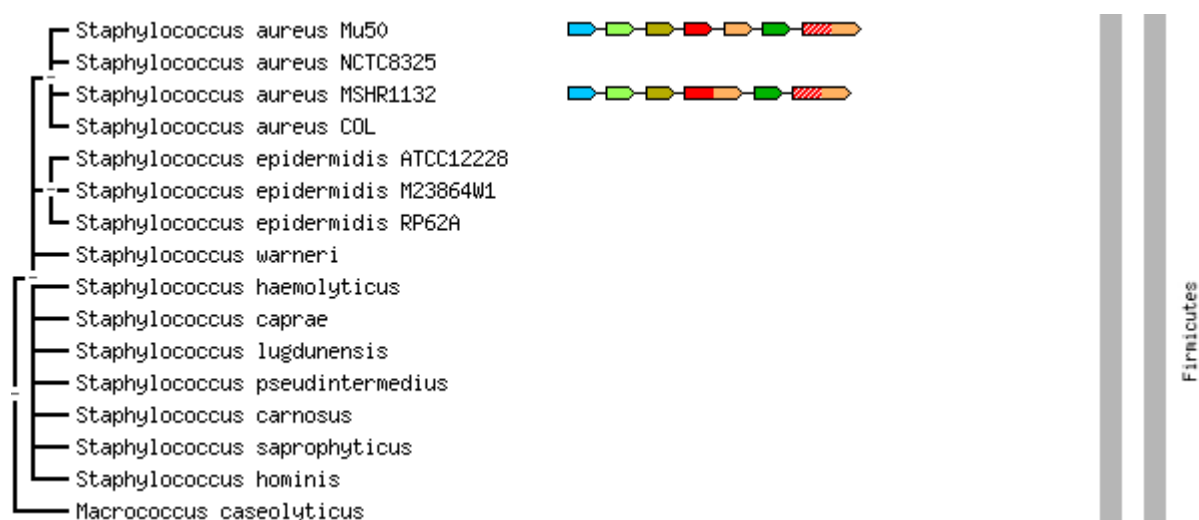 Staphylococcus aureus Mu50
Staphylococcus aureus NCTC8325
Staphylococcus aureus MSHR1132
Staphylococcus aureus COL
Staphylococcus epidermidis ATCC12228
Staphylococcus epidermidis M23864W1
Staphylococcus epidermidis RP62A
Staphylococcus warneri
Staphylococcus haemolyticus
Staphylococcus caprae
Staphylococcus lugdunensis
Staphylococcus pseudintermedius
Staphylococcus carnosus
Staphylococcus saprophyticus
Staphylococcus hominis
Macrococcus caseolyticus
Firmicutes